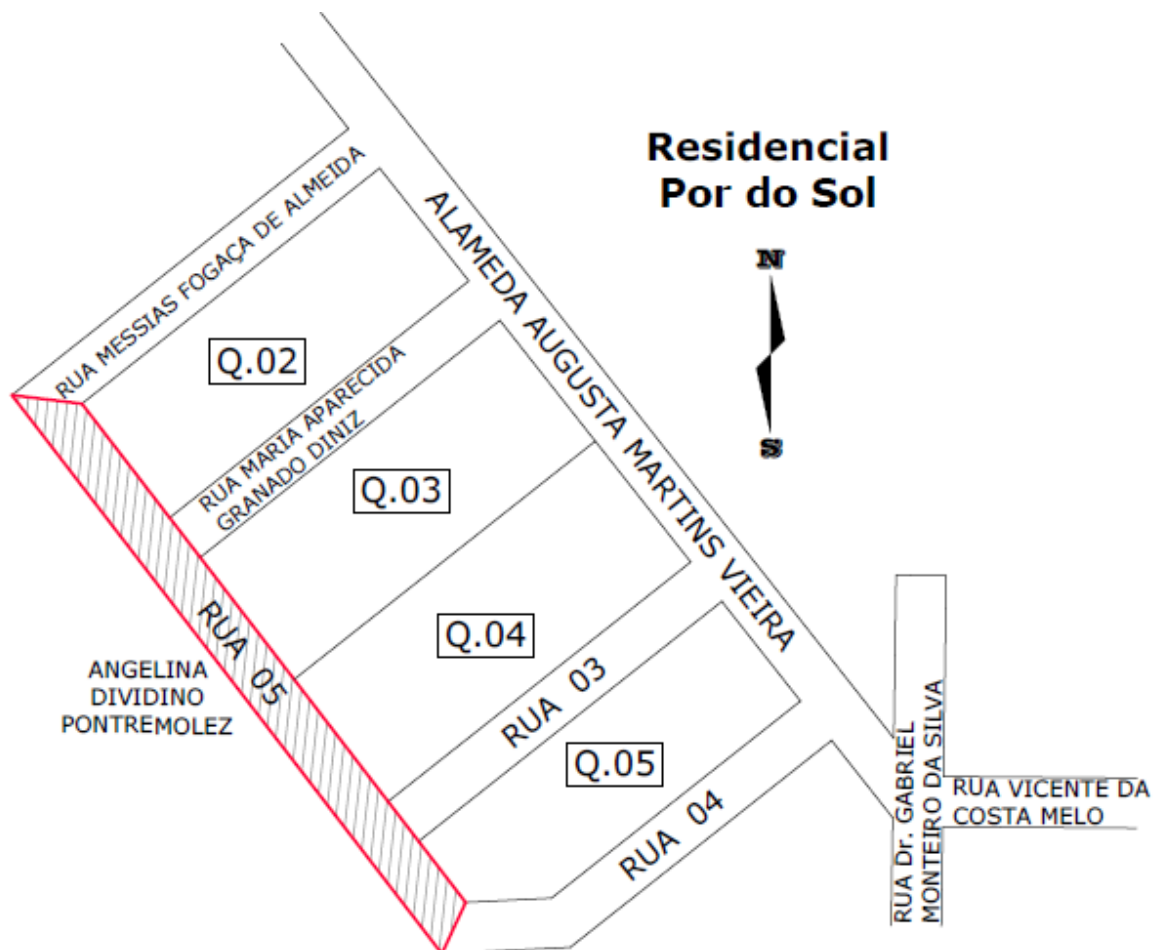 Residencial
Por do Sol
N
S
RUA MESSIAS FOGAÇA DE ALMEIDA
ALAMEDA AUGUSTA MARTINS VIEIRA
Q.02
RUA MARIA APARECIDA
GRANADO DINIZ
Q.03
RUA 05
ANGELINA
DIVIDINO
PONTREMOLEZ
Q.04
RUA 03
Q.05
RUA 04
RUA Dr. GABRIEL
MONTEIRO DA SILVA
RUA VICENTE DA
COSTA MELO